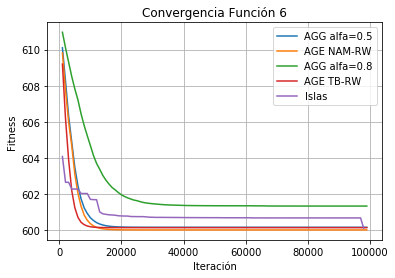 Convergencia Función 6
Fitness
610
608
606
604
602
600
AGG alfa=0.5
AGE NAM-RW
AGG alfa=0.8
AGE TB-RW
Islas
0
20000
40000
60000
80000
100000
Iteración